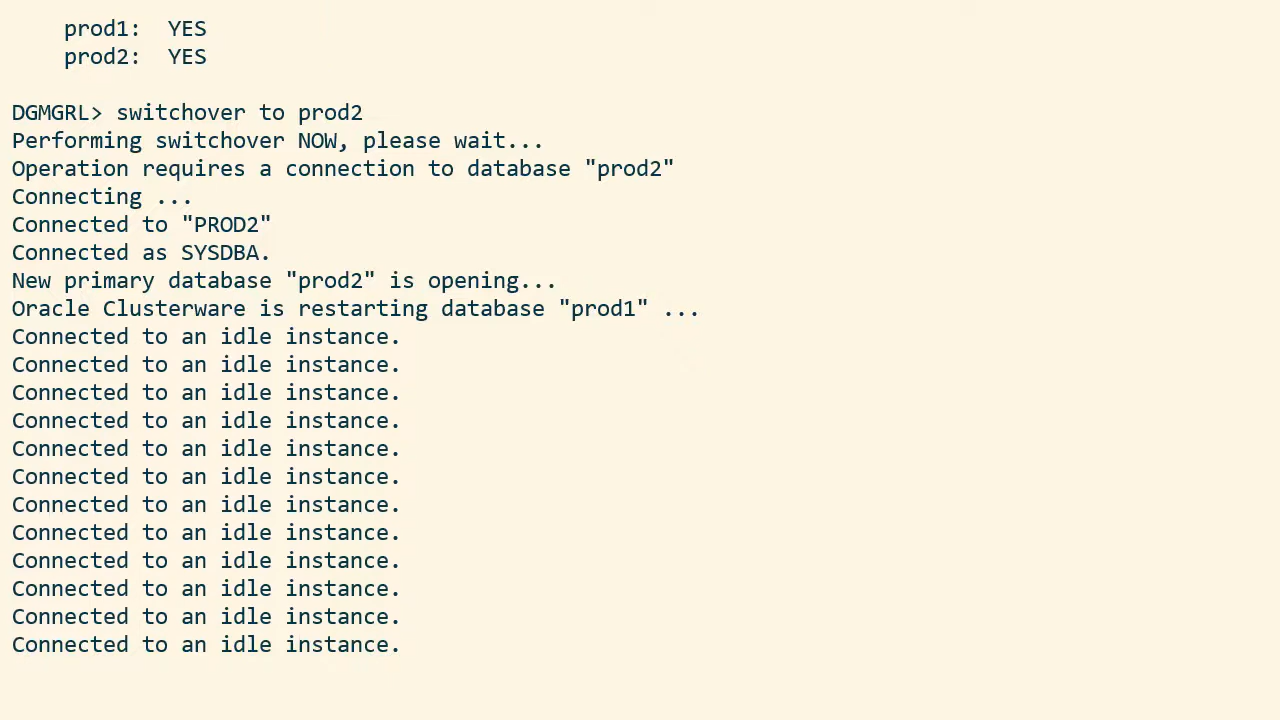 prod1:  YES
prod2:  YES
DGMGRL> switchover to prod2
Performing switchover NOW, please wait...
Operation requires a connection to database "prod2"
Connecting ...
Connected to "PROD2"
Connected as SYSDBA.
New primary database "prod2" is opening...
Oracle Clusterware is restarting database "prod1" ...
Connected to an idle instance.
Connected to an idle instance.
Connected to an idle instance.
Connected to an idle instance.
Connected to an idle instance.
Connected to an idle instance.
Connected to an idle instance.
Connected to an idle instance.
Connected to an idle instance.
Connected to an idle instance.
Connected to an idle instance.
Connected to an idle instance.